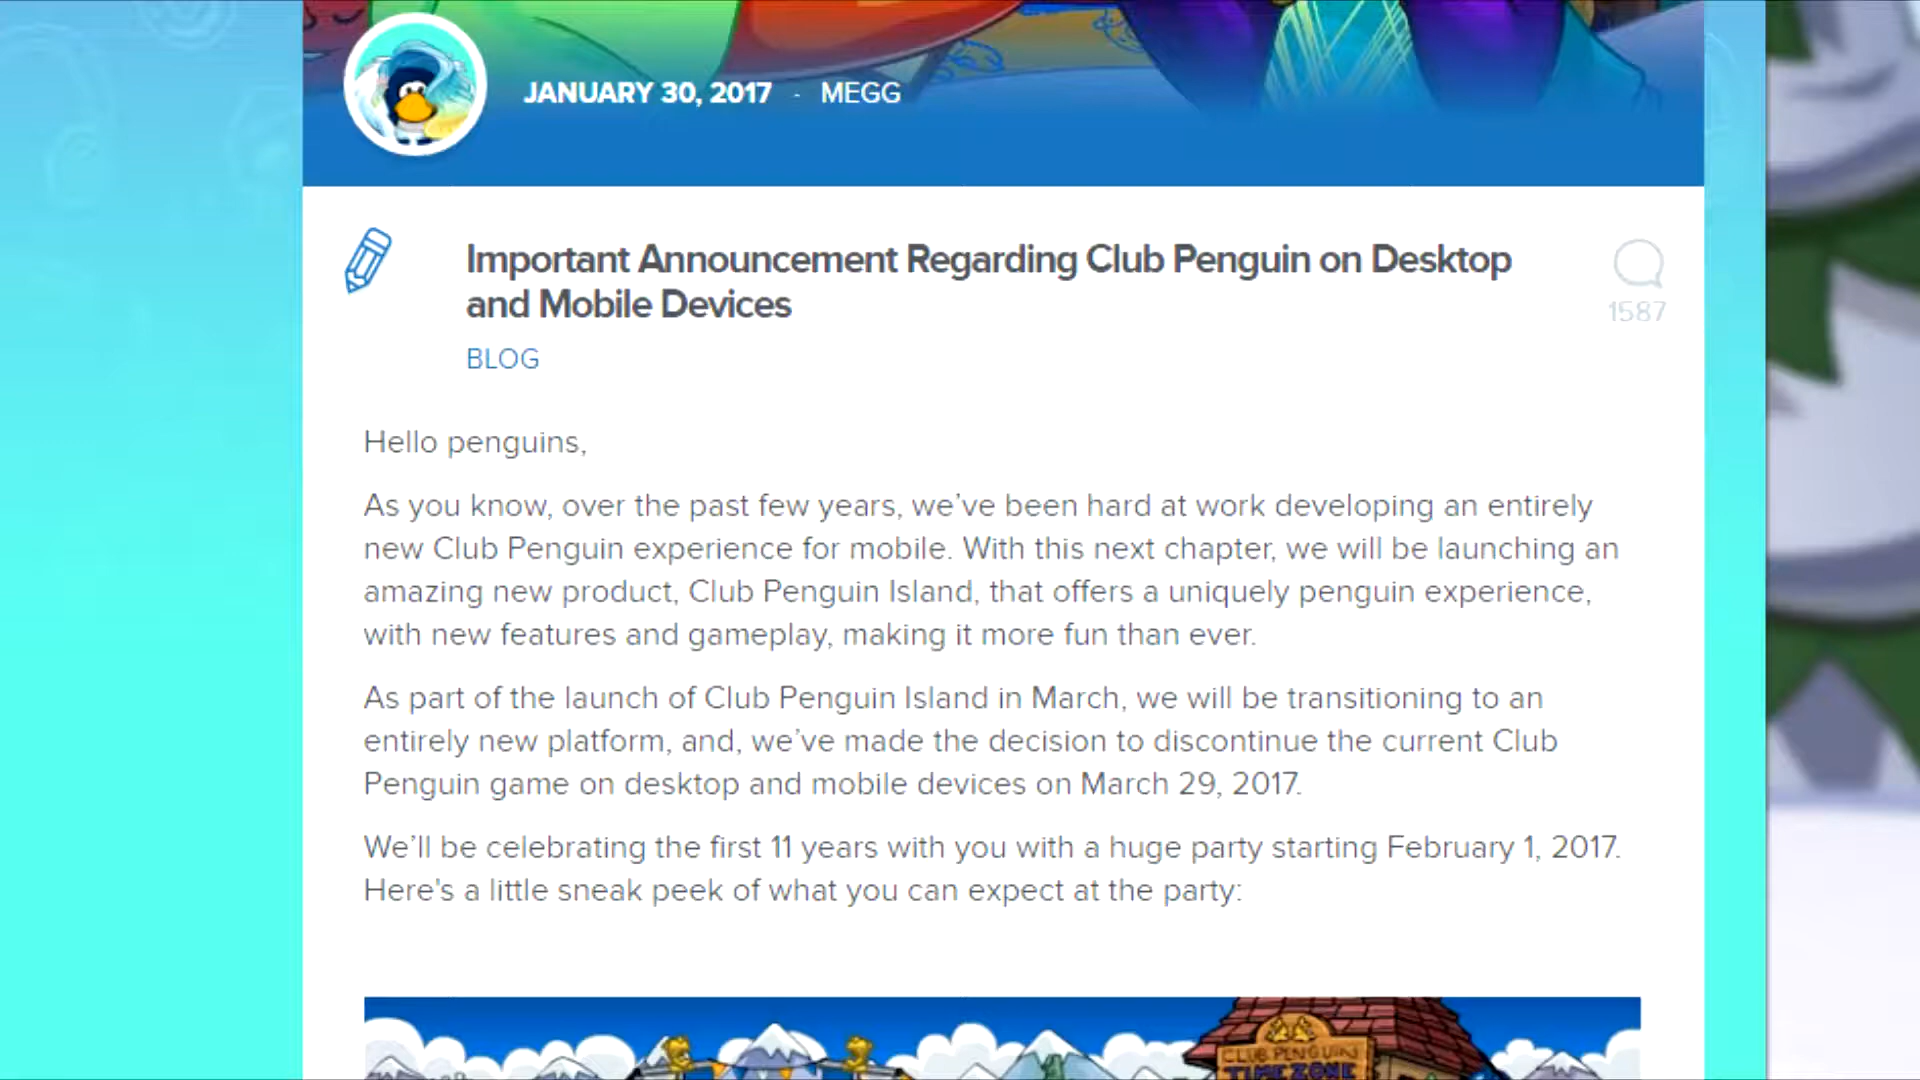 JANUARY 30, 2017 - MEGG
Important Announcement Regarding Club Penguin on Desktop
and Mobile Devices
1587
BLOG
Hello penguins,
As you know, over the past few years, we’ve been hard at work developing an entirely
new Club Penguin experience for mobile. With this next chapter, we will be launching an
amazing new product, Club Penguin Island, that offers a uniquely penguin experience,
with new features and gameplay, making it more fun than ever.
As part of the launch of Club Penguin Island in March, we will be transitioning to an
entirely new platform, and, we’ve made the decision to discontinue the current Club
Penguin game on desktop and mobile devices on March 29, 2017.
We’ll be celebrating the first 11 years with you with a huge party starting February 1, 2017.
Here's a little sneak peek of what you can expect at the party:
CLUB PENGUIN
TIMEZONE